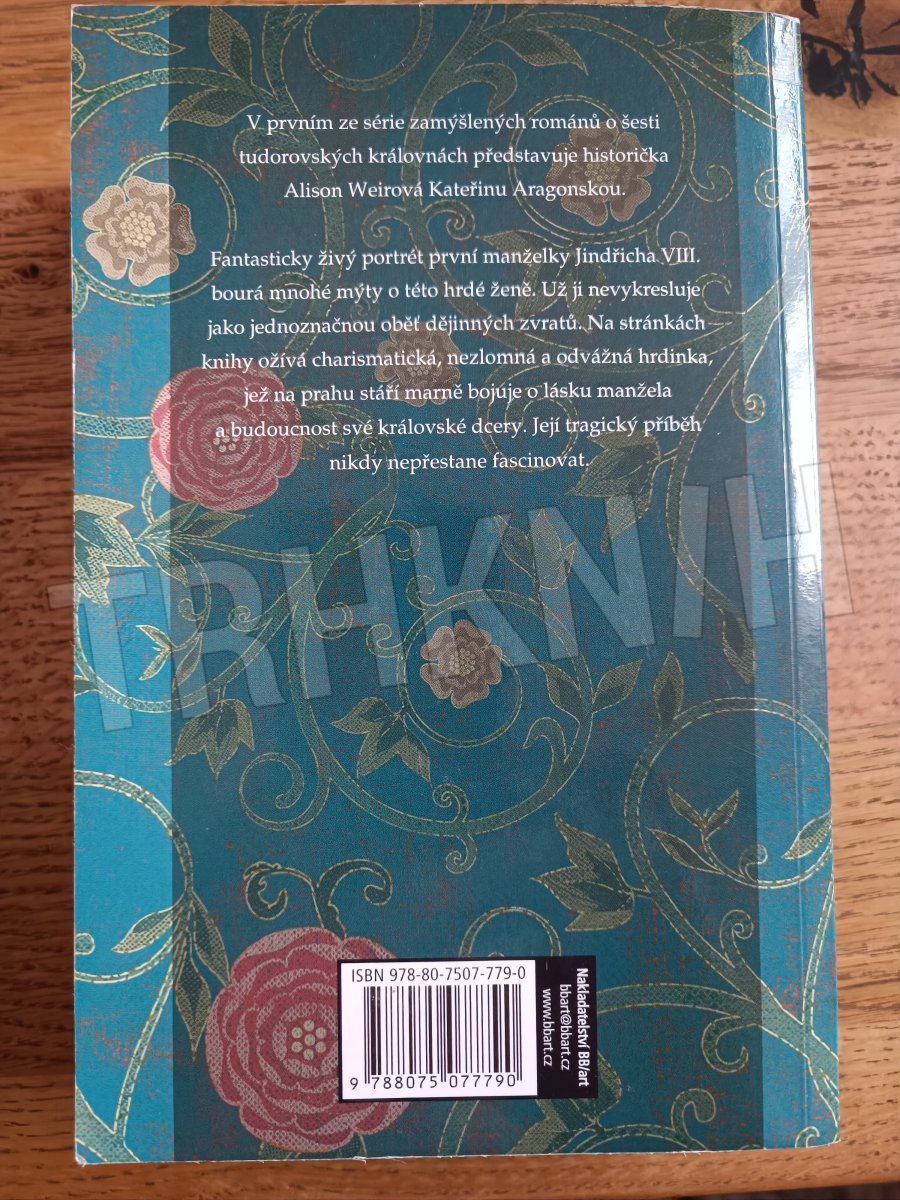 V prvním ze série zamýšlených románů o šesti
tudorovských královnách představuje historička
Alison Weirová Kateřinu Aragonskou.
Fantasticky živý portrét první manželky Jindřicha VIII.
bourá mnohé mýty o této hrdé ženě. Už ji nevykresluje
jako jednoznačnou oběť dějinných zvratů. Na stránkách
knihy ožívá charismatická, nezlomná a odvážná hrdinka,
jež na prahu stáří marně bojuje o lásku manžela
a budoucnost své královské dcery. Její tragický příběh
nikdy nepřestane fascinovat.
TRHKNIH
ISBN 978-80-7507-779-0
9 788075 077790
Nakladatelství BB/art
bbart@bbart.cz
www.bbart.cz